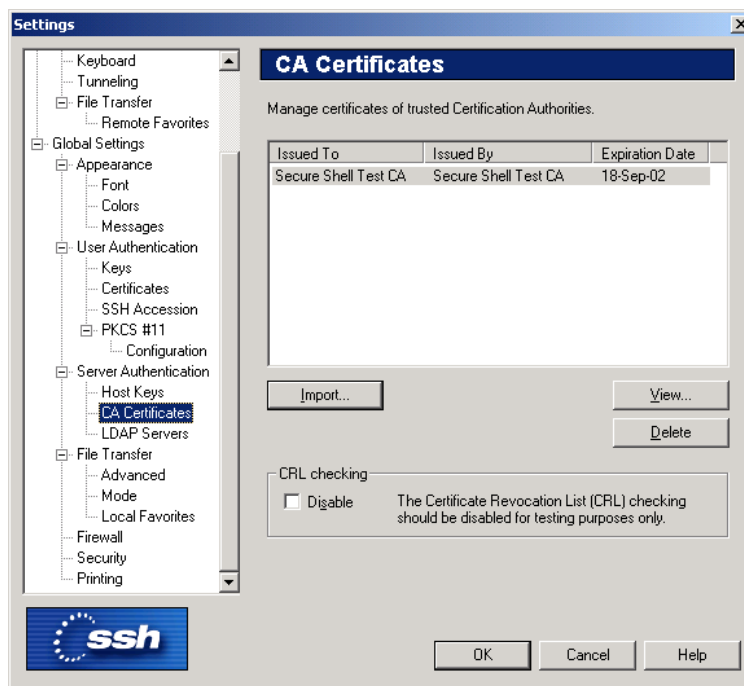 Settings
Keyboard
Tunneling
File Transfer
Remote Favorites
Global Settings
Appearance
Font
Colors
Messages
User Authentication
Keys
Certificates
SSH Accession
PKCS #11
Configuration
Server Authentication
Host Keys
CA Certificates
LDAP Servers
File Transfer
Advanced
Mode
Local Favorites
Firewall
Security
Printing
ssh
CA Certificates
Manage certificates of trusted Certification Authorities.
Issued To Issued By Expiration Date
Secure Shell Test CA Secure Shell Test CA 18-Sep-02
Import... View...
Delete
CRL checking
Disable The Certificate Revocation List (CRL) checking
should be disabled for testing purposes only.
OK Cancel Help